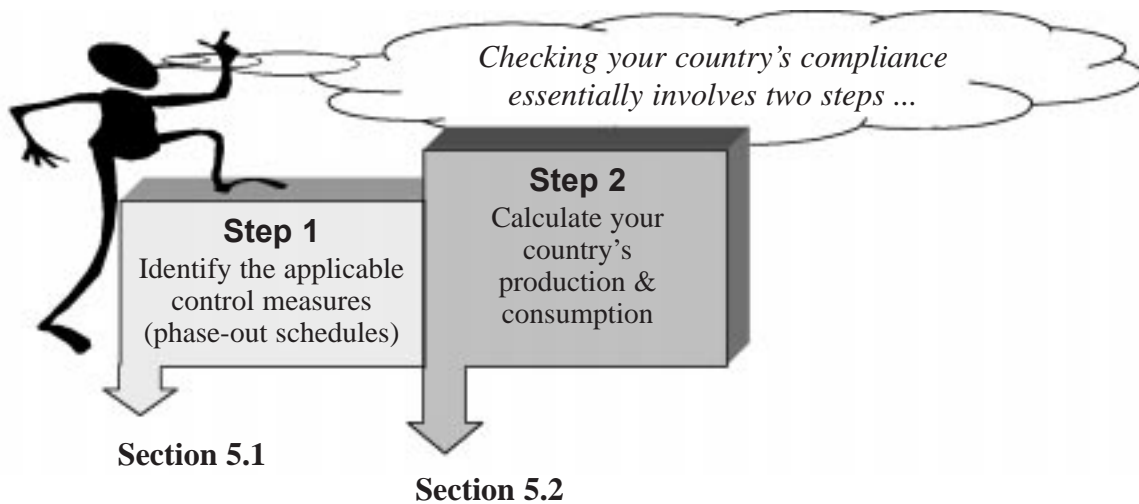 Checking your country's compliance
essentially involves two steps ...
Step 1
Identify the applicable
control measures
(phase-out schedules)
Step 2
Calculate your
country's
production &
consumption
Section 5.1
Section 5.2